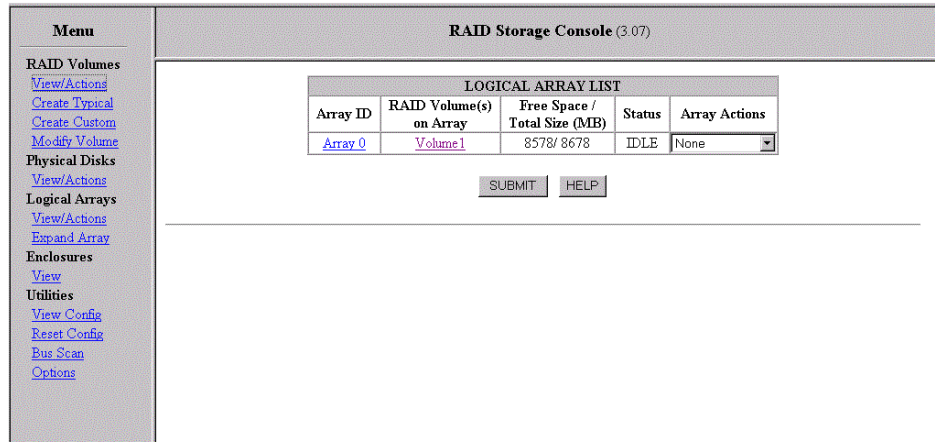 Menu
RAID Volumes
View/Actions
Create Typical
Create Custom
Modify Volume
Physical Disks
View/Actions
Logical Arrays
View/Actions
Expand Array
Enclosures
View
Utilities
View Config
Reset Config
Bus Scan
Options
RAID Storage Console (3.07)
LOGICAL ARRAY LIST
Array ID RAID Volume(s) on Array Free Space / Total Size (MB) Status Array Actions
Array 0 Volume1 8578/ 8678 IDLE None
SUBMIT HELP